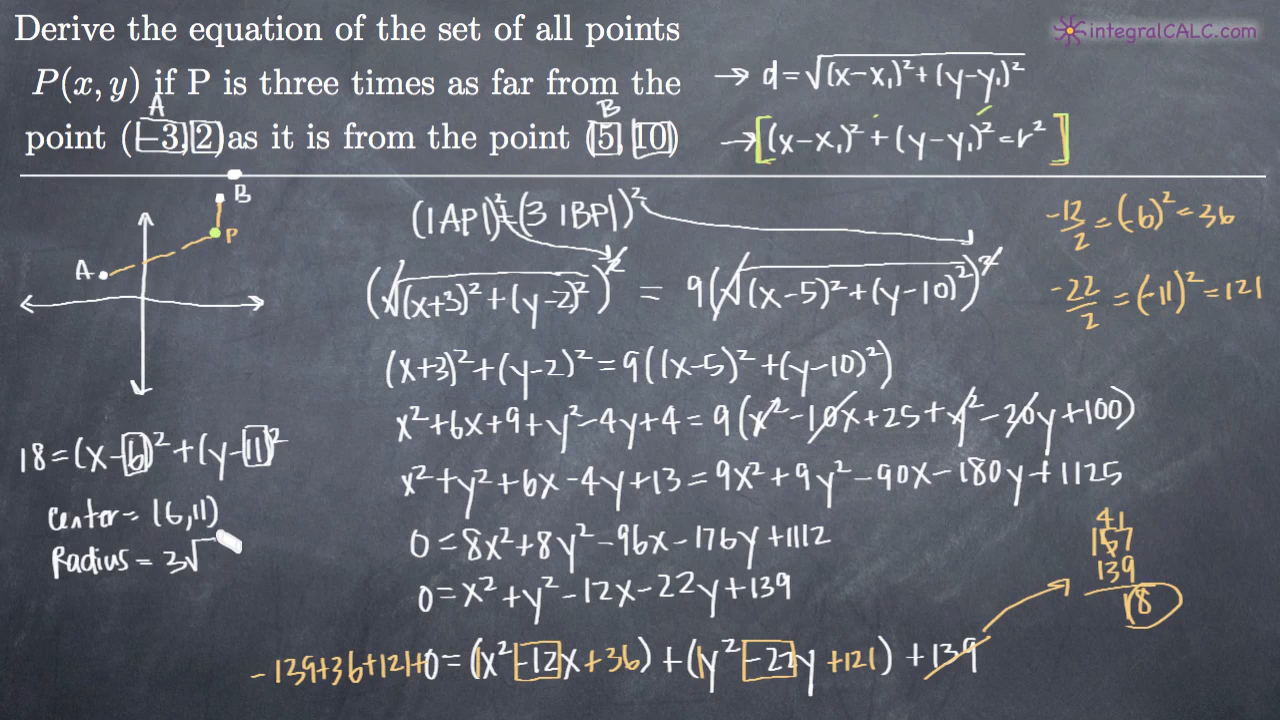 Derive the equation of the set of all points
P(x, y) if P is three times as far from the
point (−3, 2) as it is from the point (5, 10)
A
B
integralCALC.com
→ d=√(x−x₁)²+(y−y₁)²
→ [(x−x₁)²+(y−y₁)²=r²]
B
P
A
(|AP|)²=(3|BP|)²
(√(x+3)²+(y−2)²)² = 9(√(x−5)²+(y−10)²)²
(x+3)²+(y−2)²=9((x−5)²+(y−10)²)
x²+6x+9+y²−4y+4=9(x²−10x+25+y²−20y+100)
x²+y²+6x−4y+13=9x²+9y²−90x−180y+1125
0=8x²+8y²−96x−176y+1112
0=x²+y²−12x−22y+139
−139+36+121+0=(x²−12x+36)+(y²−22y+121)+139
−12/2=(−6)²=36
−22/2=(−11)²=121
41
157
139
18
18=(x−6)²+(y−11)²
Center=(6,11)
Radius=3√